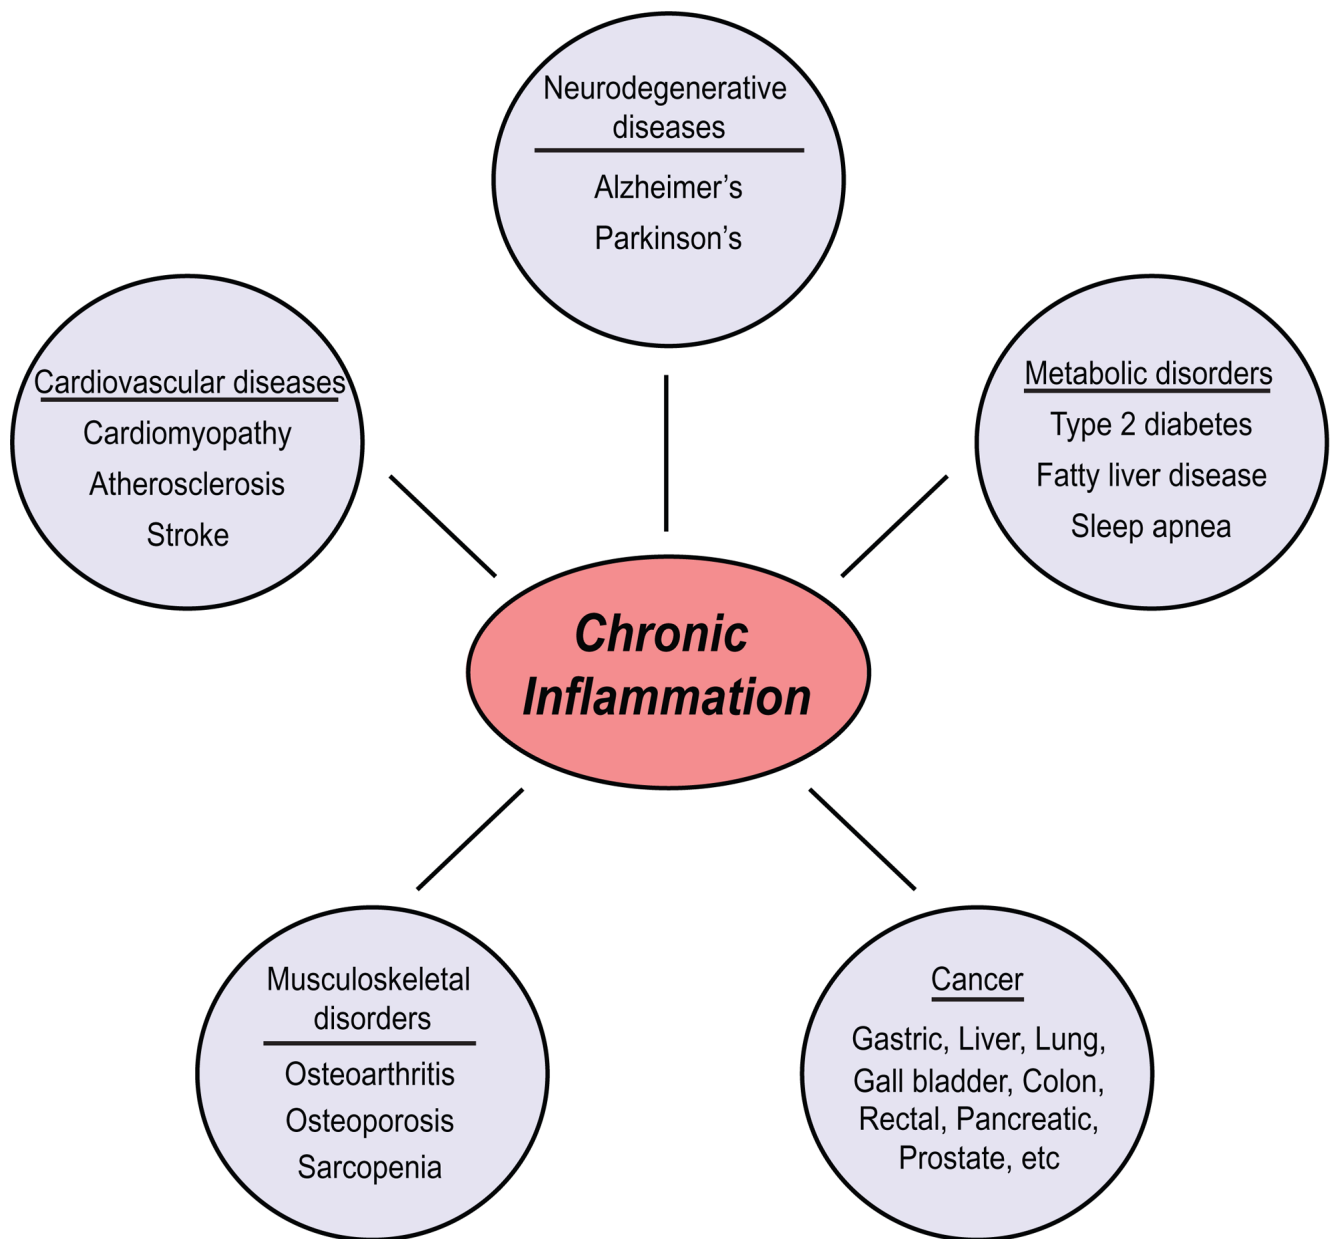 Neurodegenerative
diseases
Alzheimer’s
Parkinson’s
Cardiovascular diseases
Cardiomyopathy
Atherosclerosis
Stroke
Metabolic disorders
Type 2 diabetes
Fatty liver disease
Sleep apnea
Chronic
Inflammation
Musculoskeletal
disorders
Osteoarthritis
Osteoporosis
Sarcopenia
Cancer
Gastric, Liver, Lung,
Gall bladder, Colon,
Rectal, Pancreatic,
Prostate, etc